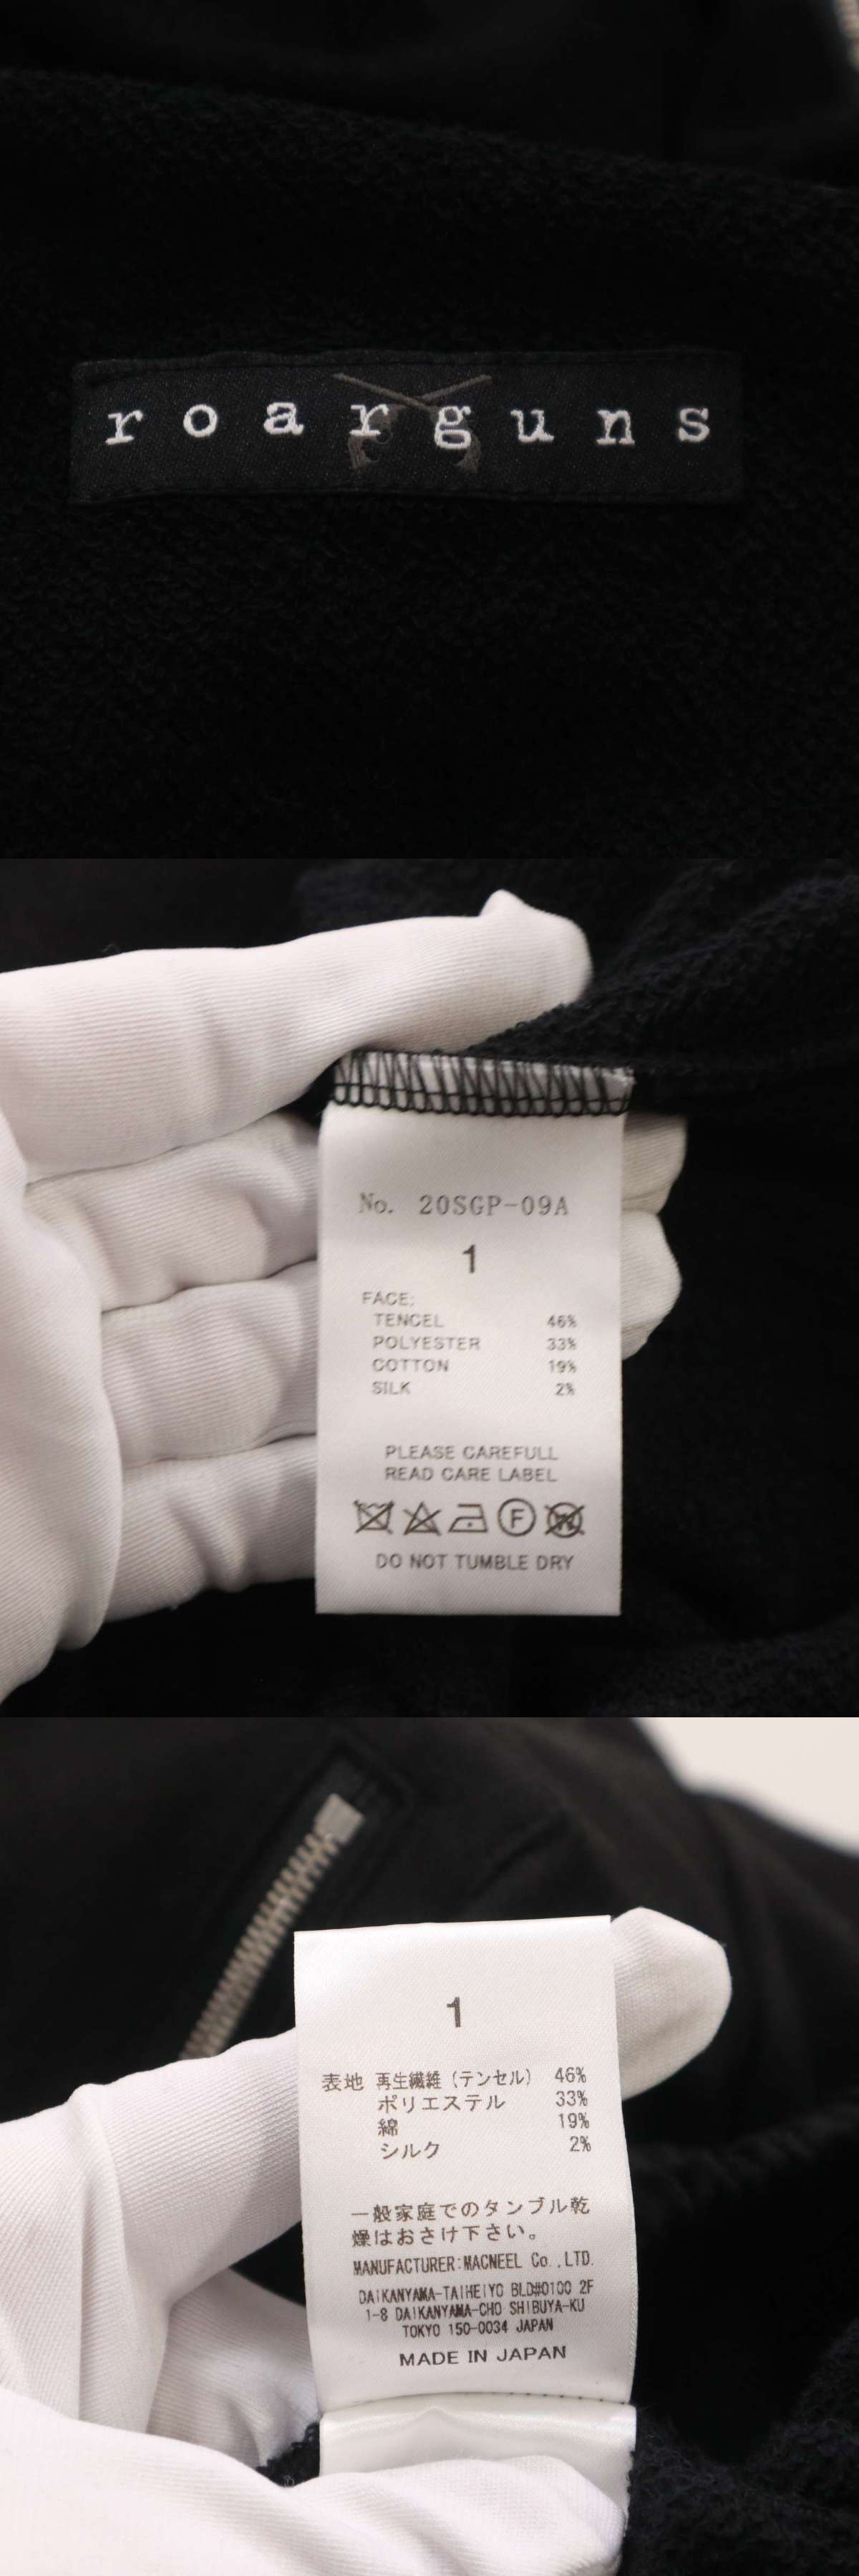 roarguns
No. 20SGP-09A
1
FACE:
TENCEL 46%
POLYESTER 33%
COTTON 19%
SILK 2%
PLEASE CAREFULL
READ CARE LABEL
F
W
DO NOT TUMBLE DRY
1
表地 再生繊維（テンセル） 46%
ポリエステル 33%
綿 19%
シルク 2%
一般家庭でのタンブル乾
燥はおさけ下さい。
MANUFACTURER:MACNEEL Co.,LTD.
DAIKANYAMA-TAIHEIYO BLD#0100 2F
1-8 DAIKANYAMA-CHO SHIBUYA-KU
TOKYO 150-0034 JAPAN
MADE IN JAPAN